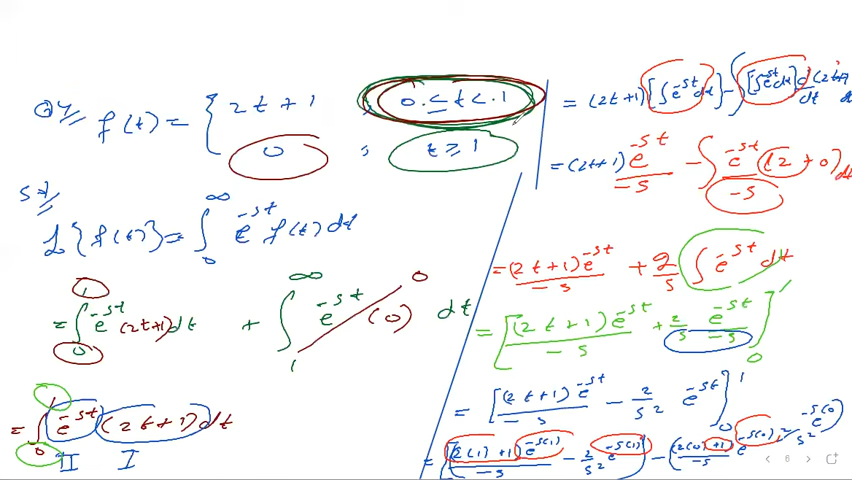 Q4 f(t) = { 2t + 1 , 0 ≤ t < 1
0 ; t ≥ 1
L{f(t)} = ∫₀^∞ e^{-st} f(t) dt
= ∫₀^1 e^{-st} (2t+1) dt + ∫₁^∞ e^{-st} (0) dt 0
= ∫₀^1 e^{-st} (2t+1) dt
II I
= (2t+1) [∫e^{-st} dt] - ∫[∫e^{-st} dt] d/dt (2t+1) dt
= (2t+1) e^{-st}/-s - ∫ e^{-st}/-s (2+0) dt
= (2t+1) e^{-st}/-s + 2/s ∫ e^{-st} dt
= [(2t+1) e^{-st}/-s + 2/s e^{-st}/-s]₀^1
= [(2t+1) e^{-st}/-s - 2/s² e^{-st}]₀^1
= [(2(1)+1) e^{-s(1)}/-s - 2/s² e^{-s(1)}] - [(2(0)+1)/-s e^{-s(0)} - 2/s² e^{-s(0)}]
6